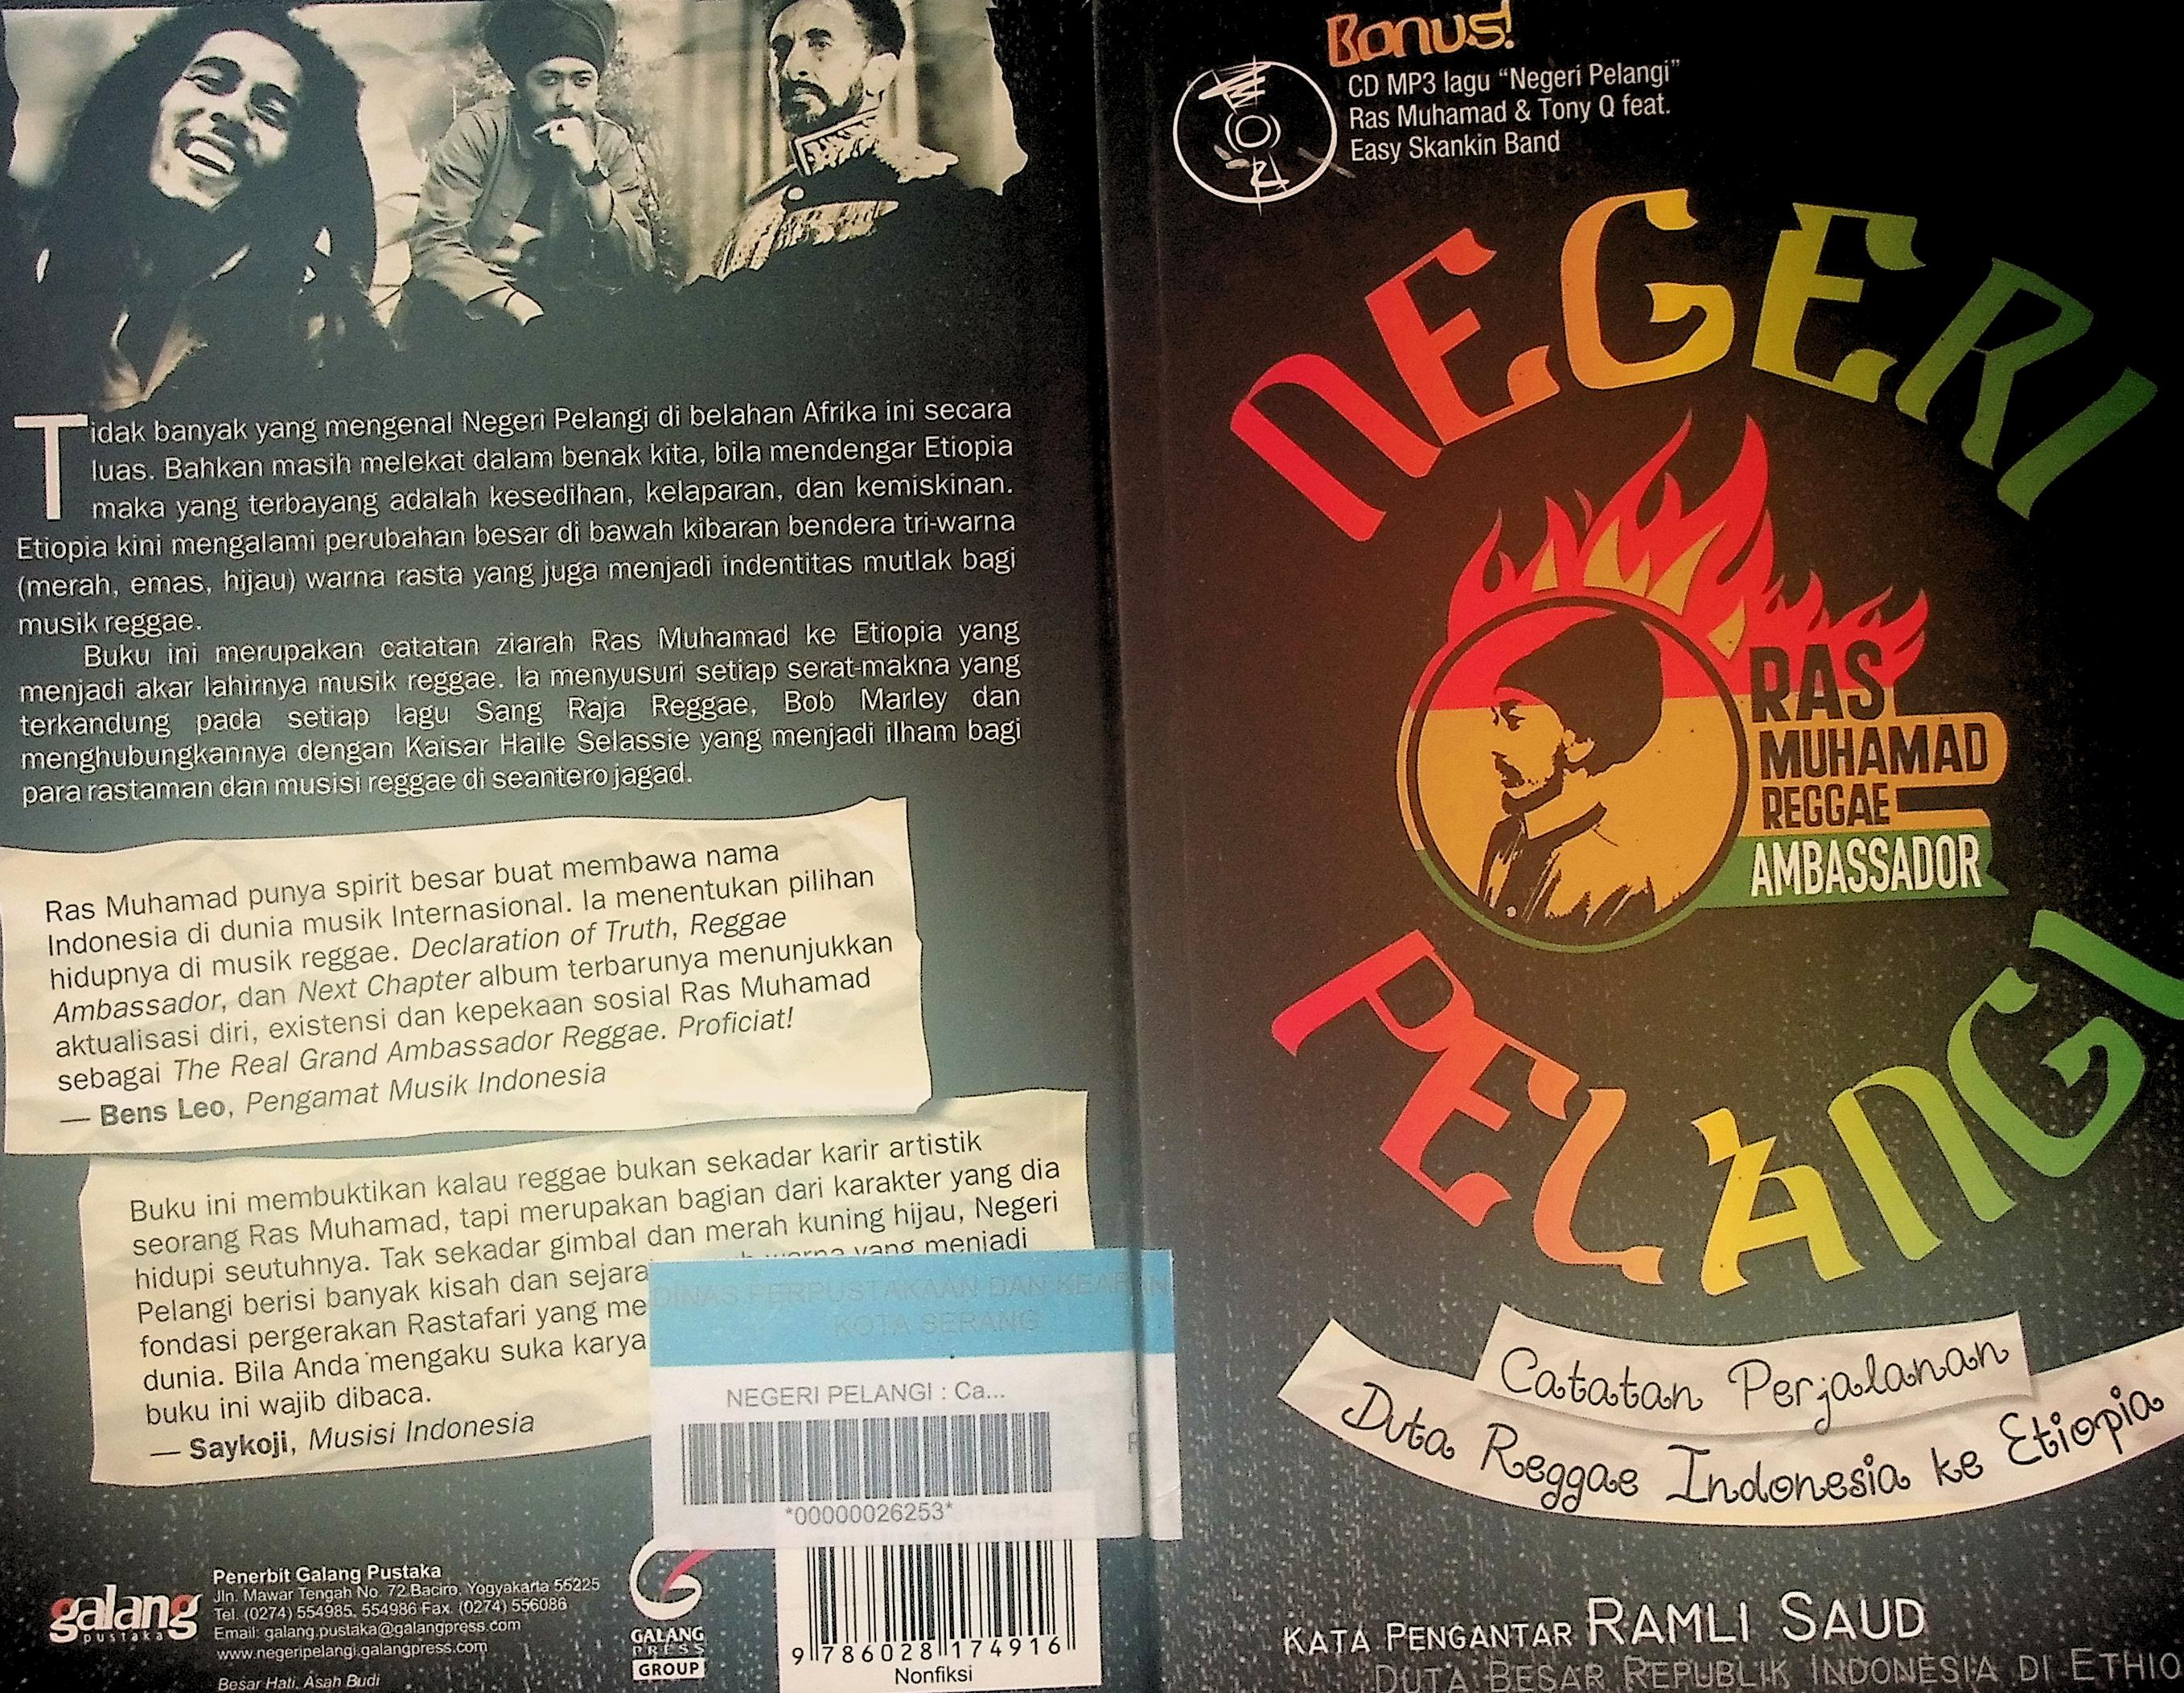 Tidak banyak yang mengenal Negeri Pelangi di belahan Afrika ini secara
luas. Bahkan masih melekat dalam benak kita, bila mendengar Etiopia
maka yang terbayang adalah kesedihan, kelaparan, dan kemiskinan.
Etiopia kini mengalami perubahan besar di bawah kibaran bendera tri-warna
(merah, emas, hijau) warna rasta yang juga menjadi indentitas mutlak bagi
musik reggae.
Buku ini merupakan catatan ziarah Ras Muhamad ke Etiopia yang
menjadi akar lahirnya musik reggae. Ia menyusuri setiap serat-makna yang
terkandung pada setiap lagu Sang Raja Reggae, Bob Marley dan
menghubungkannya dengan Kaisar Haile Selassie yang menjadi ilham bagi
para rastaman dan musisi reggae di seantero jagad.
Ras Muhamad punya spirit besar buat membawa nama
Indonesia di dunia musik Internasional. Ia menentukan pilihan
hidupnya di musik reggae. Declaration of Truth, Reggae
Ambassador, dan Next Chapter album terbarunya menunjukkan
aktualisasi diri, existensi dan kepekaan sosial Ras Muhamad
sebagai The Real Grand Ambassador Reggae. Proficiat!
— Bens Leo, Pengamat Musik Indonesia
Buku ini membuktikan kalau reggae bukan sekadar karir artistik
seorang Ras Muhamad, tapi merupakan bagian dari karakter yang dia
hidupi seutuhnya. Tak sekadar gimbal dan merah kuning hijau, Negeri
Pelangi berisi banyak kisah dan sejara warna yang menjadi
fondasi pergerakan Rastafari yang me
dunia. Bila Anda mengaku suka karya
buku ini wajib dibaca.
— Saykoji, Musisi Indonesia
DINAS PERPUSTAKAAN DAN KEARPIN
KOTA SERANG
NEGERI PELANGI : Ca...
*00000026253*
galang
pustaka
Penerbit Galang Pustaka
Jln. Mawar Tengah No. 72 Baciro, Yogyakarta 55225
Tel. (0274) 554985, 554986 Fax. (0274) 556086
Email: galang.pustaka@galangpress.com
www.negeripelangi.galangpress.com
Besar Hati, Asah Budi
GALANG
PRESS
GROUP
9 786028 174916
Nonfiksi
Bonus!
CD MP3 lagu “Negeri Pelangi”
Ras Muhamad & Tony Q feat.
Easy Skankin Band
NEGERI
RAS
MUHAMAD
REGGAE
AMBASSADOR
PELANGI
Catatan Perjalanan
Duta Reggae Indonesia ke Etiopia
KATA PENGANTAR RAMLI SAUD
DUTA BESAR REPUBLIK INDONESIA DI ETHIO